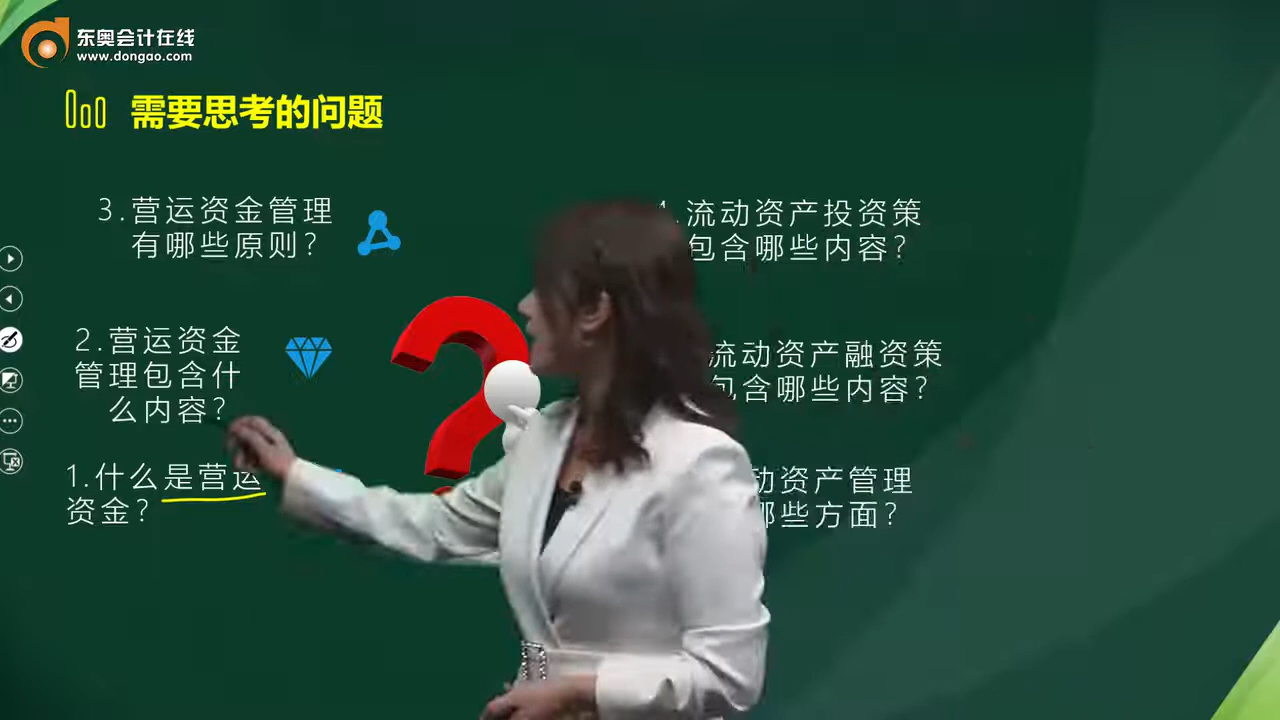 东奥会计在线
www.dongao.com
需要思考的问题
3.营运资金管理
有哪些原则？
2.营运资金
管理包含什
么内容？
1.什么是营运
资金？
流动资产投资策
包含哪些内容？
流动资产融资策
包含哪些内容？
动资产管理
哪些方面？